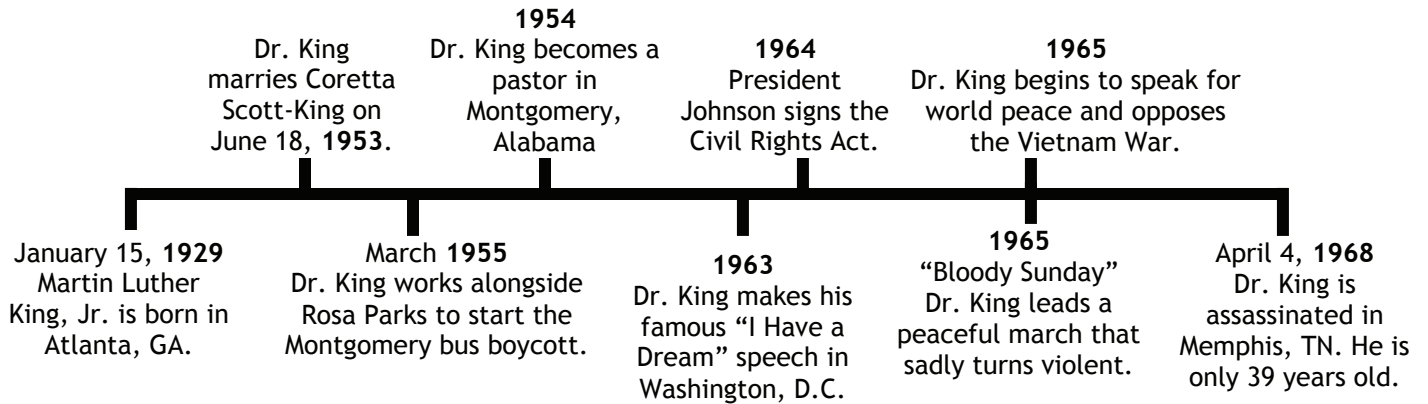 Dr. King
marries Coretta
Scott-King on
June 18, 1953.
1954
Dr. King becomes a
pastor in
Montgomery,
Alabama
1964
President
Johnson signs the
Civil Rights Act.
1965
Dr. King begins to speak for
world peace and opposes
the Vietnam War.
January 15, 1929
Martin Luther
King, Jr. is born in
Atlanta, GA.
March 1955
Dr. King works alongside
Rosa Parks to start the
Montgomery bus boycott.
1963
Dr. King makes his
famous “I Have a
Dream” speech in
Washington, D.C.
1965
“Bloody Sunday”
Dr. King leads a
peaceful march that
sadly turns violent.
April 4, 1968
Dr. King is
assassinated in
Memphis, TN. He is
only 39 years old.